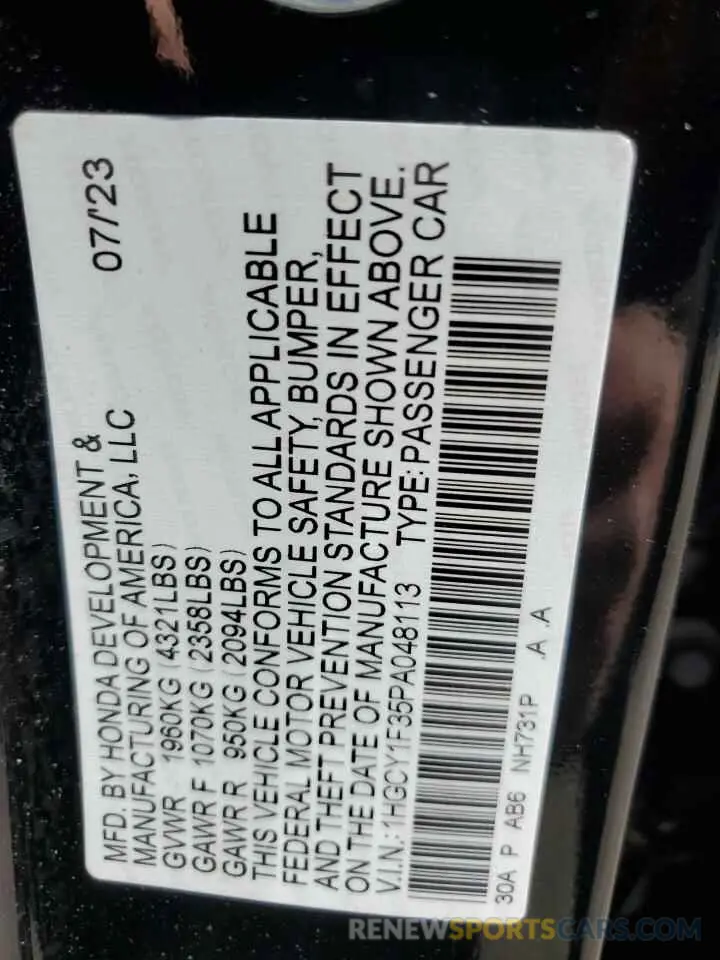 MFD. BY HONDA DEVELOPMENT & 07/'23
MANUFACTURING OF AMERICA, LLC
GVWR 1960KG (4321LBS)
GAWR F 1070KG (2358LBS)
GAWR R 950KG (2094LBS)
THIS VEHICLE CONFORMS TO ALL APPLICABLE
FEDERAL MOTOR VEHICLE SAFETY, BUMPER,
AND THEFT PREVENTION STANDARDS IN EFFECT
ON THE DATE OF MANUFACTURE SHOWN ABOVE.
V.I.N.: 1HGCY1F35PA048113 TYPE: PASSENGER CAR
30A P AB6 NH731P .A .A
RENEWSPORTSCARS.COM